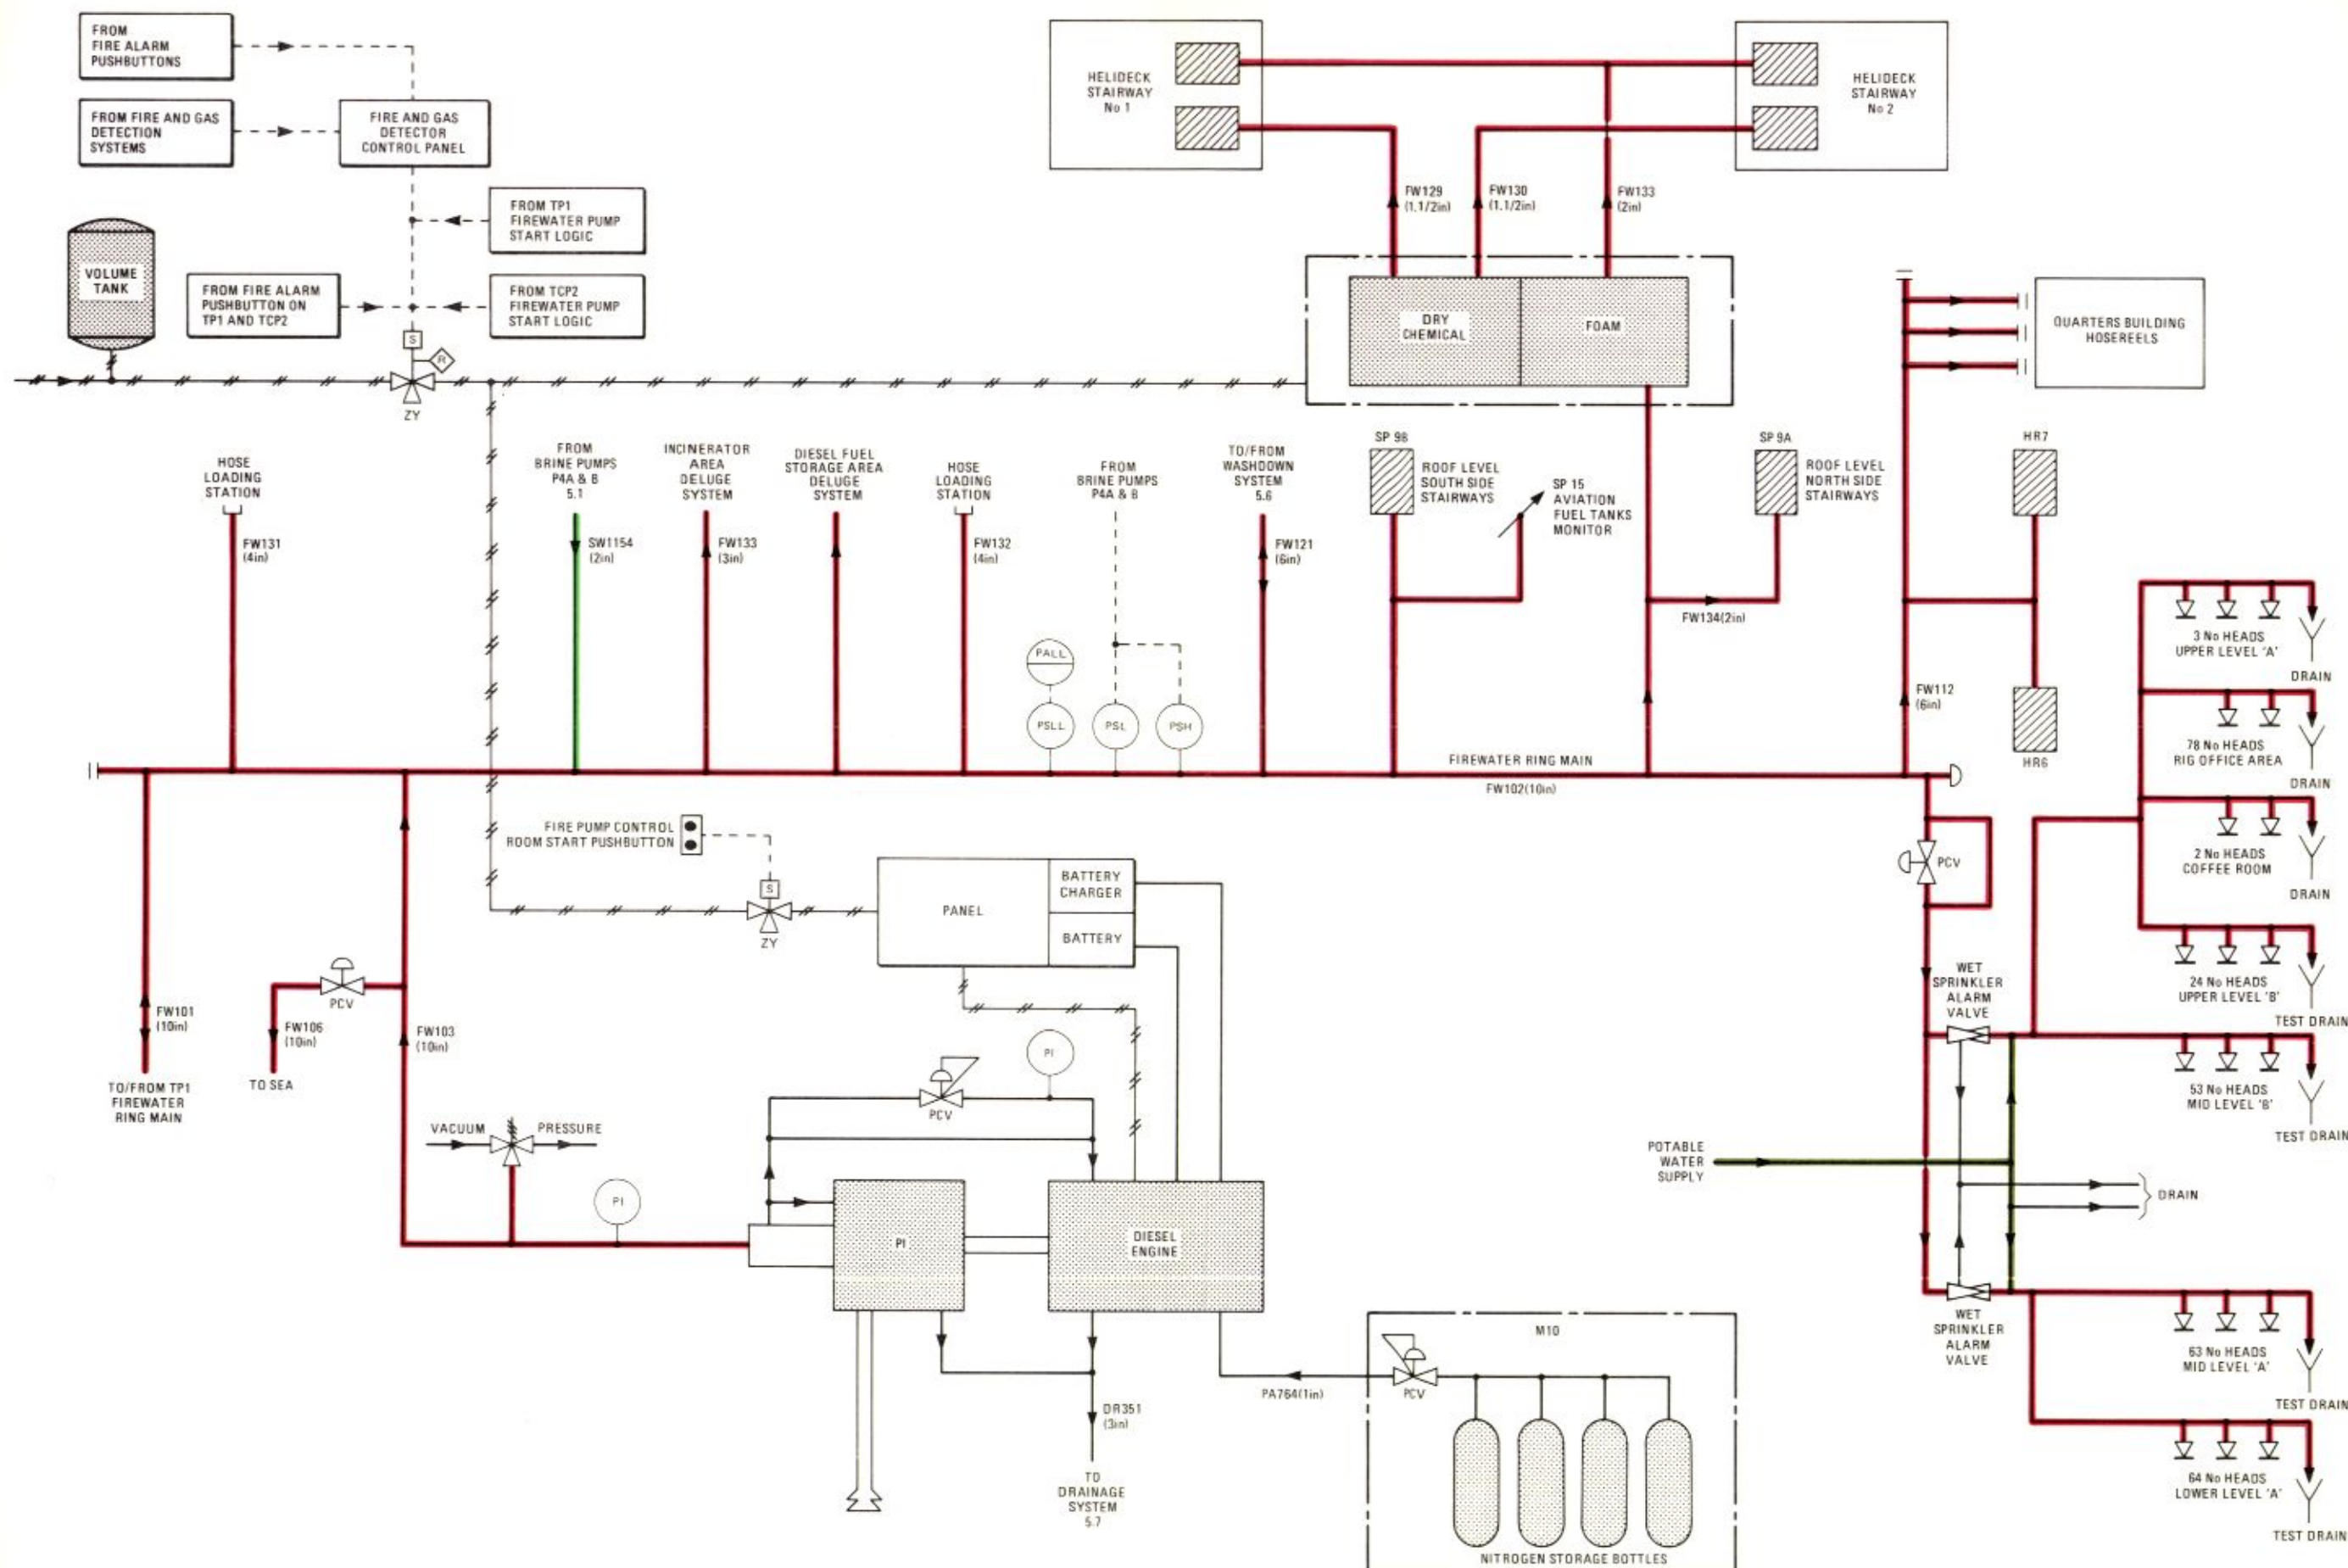 FROM
FIRE ALARM
PUSHBUTTONS
FROM FIRE AND GAS
DETECTION
SYSTEMS
FIRE AND GAS
DETECTOR
CONTROL PANEL
FROM TP1
FIREWATER PUMP
START LOGIC
VOLUME
TANK
FROM FIRE ALARM
PUSHBUTTON ON
TP1 AND TCP2
FROM TCP2
FIREWATER PUMP
START LOGIC
S
R
ZY
HELIDECK
STAIRWAY
No 1
HELIDECK
STAIRWAY
No 2
FW129
(1.1/2in)
FW130
(1.1/2in)
FW133
(2in)
DRY
CHEMICAL
FOAM
QUARTERS BUILDING
HOSEREELS
HOSE
LOADING
STATION
FW131
(4in)
FROM
BRINE PUMPS
P4A & B
5.1
SW1154
(2in)
INCINERATOR
AREA
DELUGE
SYSTEM
FW133
(3in)
DIESEL FUEL
STORAGE AREA
DELUGE
SYSTEM
HOSE
LOADING
STATION
FW132
(4in)
FROM
BRINE PUMPS
P4A & B
TO/FROM
WASHDOWN
SYSTEM
5.6
FW121
(6in)
SP 9B
ROOF LEVEL
SOUTH SIDE
STAIRWAYS
SP 15
AVIATION
FUEL TANKS
MONITOR
SP 9A
ROOF LEVEL
NORTH SIDE
STAIRWAYS
FW134(2in)
HR7
HR6
FW112
(6in)
PALL
PSLL
PSL
PSH
FIREWATER RING MAIN
FW102(10in)
3 No HEADS
UPPER LEVEL 'A'
DRAIN
78 No HEADS
RIG OFFICE AREA
DRAIN
2 No HEADS
COFFEE ROOM
DRAIN
24 No HEADS
UPPER LEVEL 'B'
TEST DRAIN
53 No HEADS
MID LEVEL 'B'
TEST DRAIN
PCV
WET
SPRINKLER
ALARM
VALVE
FIRE PUMP CONTROL
ROOM START PUSHBUTTON
S
ZY
PANEL
BATTERY
CHARGER
BATTERY
PCV
FW101
(10in)
FW106
(10in)
FW103
(10in)
TO/FROM TP1
FIREWATER
RING MAIN
TO SEA
VACUUM
PRESSURE
PI
PCV
PI
PI
DIESEL
ENGINE
POTABLE
WATER
SUPPLY
DRAIN
WET
SPRINKLER
ALARM
VALVE
63 No HEADS
MID LEVEL 'A'
TEST DRAIN
64 No HEADS
LOWER LEVEL 'A'
TEST DRAIN
DR351
(3in)
TO
DRAINAGE
SYSTEM
5.7
PA764(1in)
M10
PCV
NITROGEN STORAGE BOTTLES